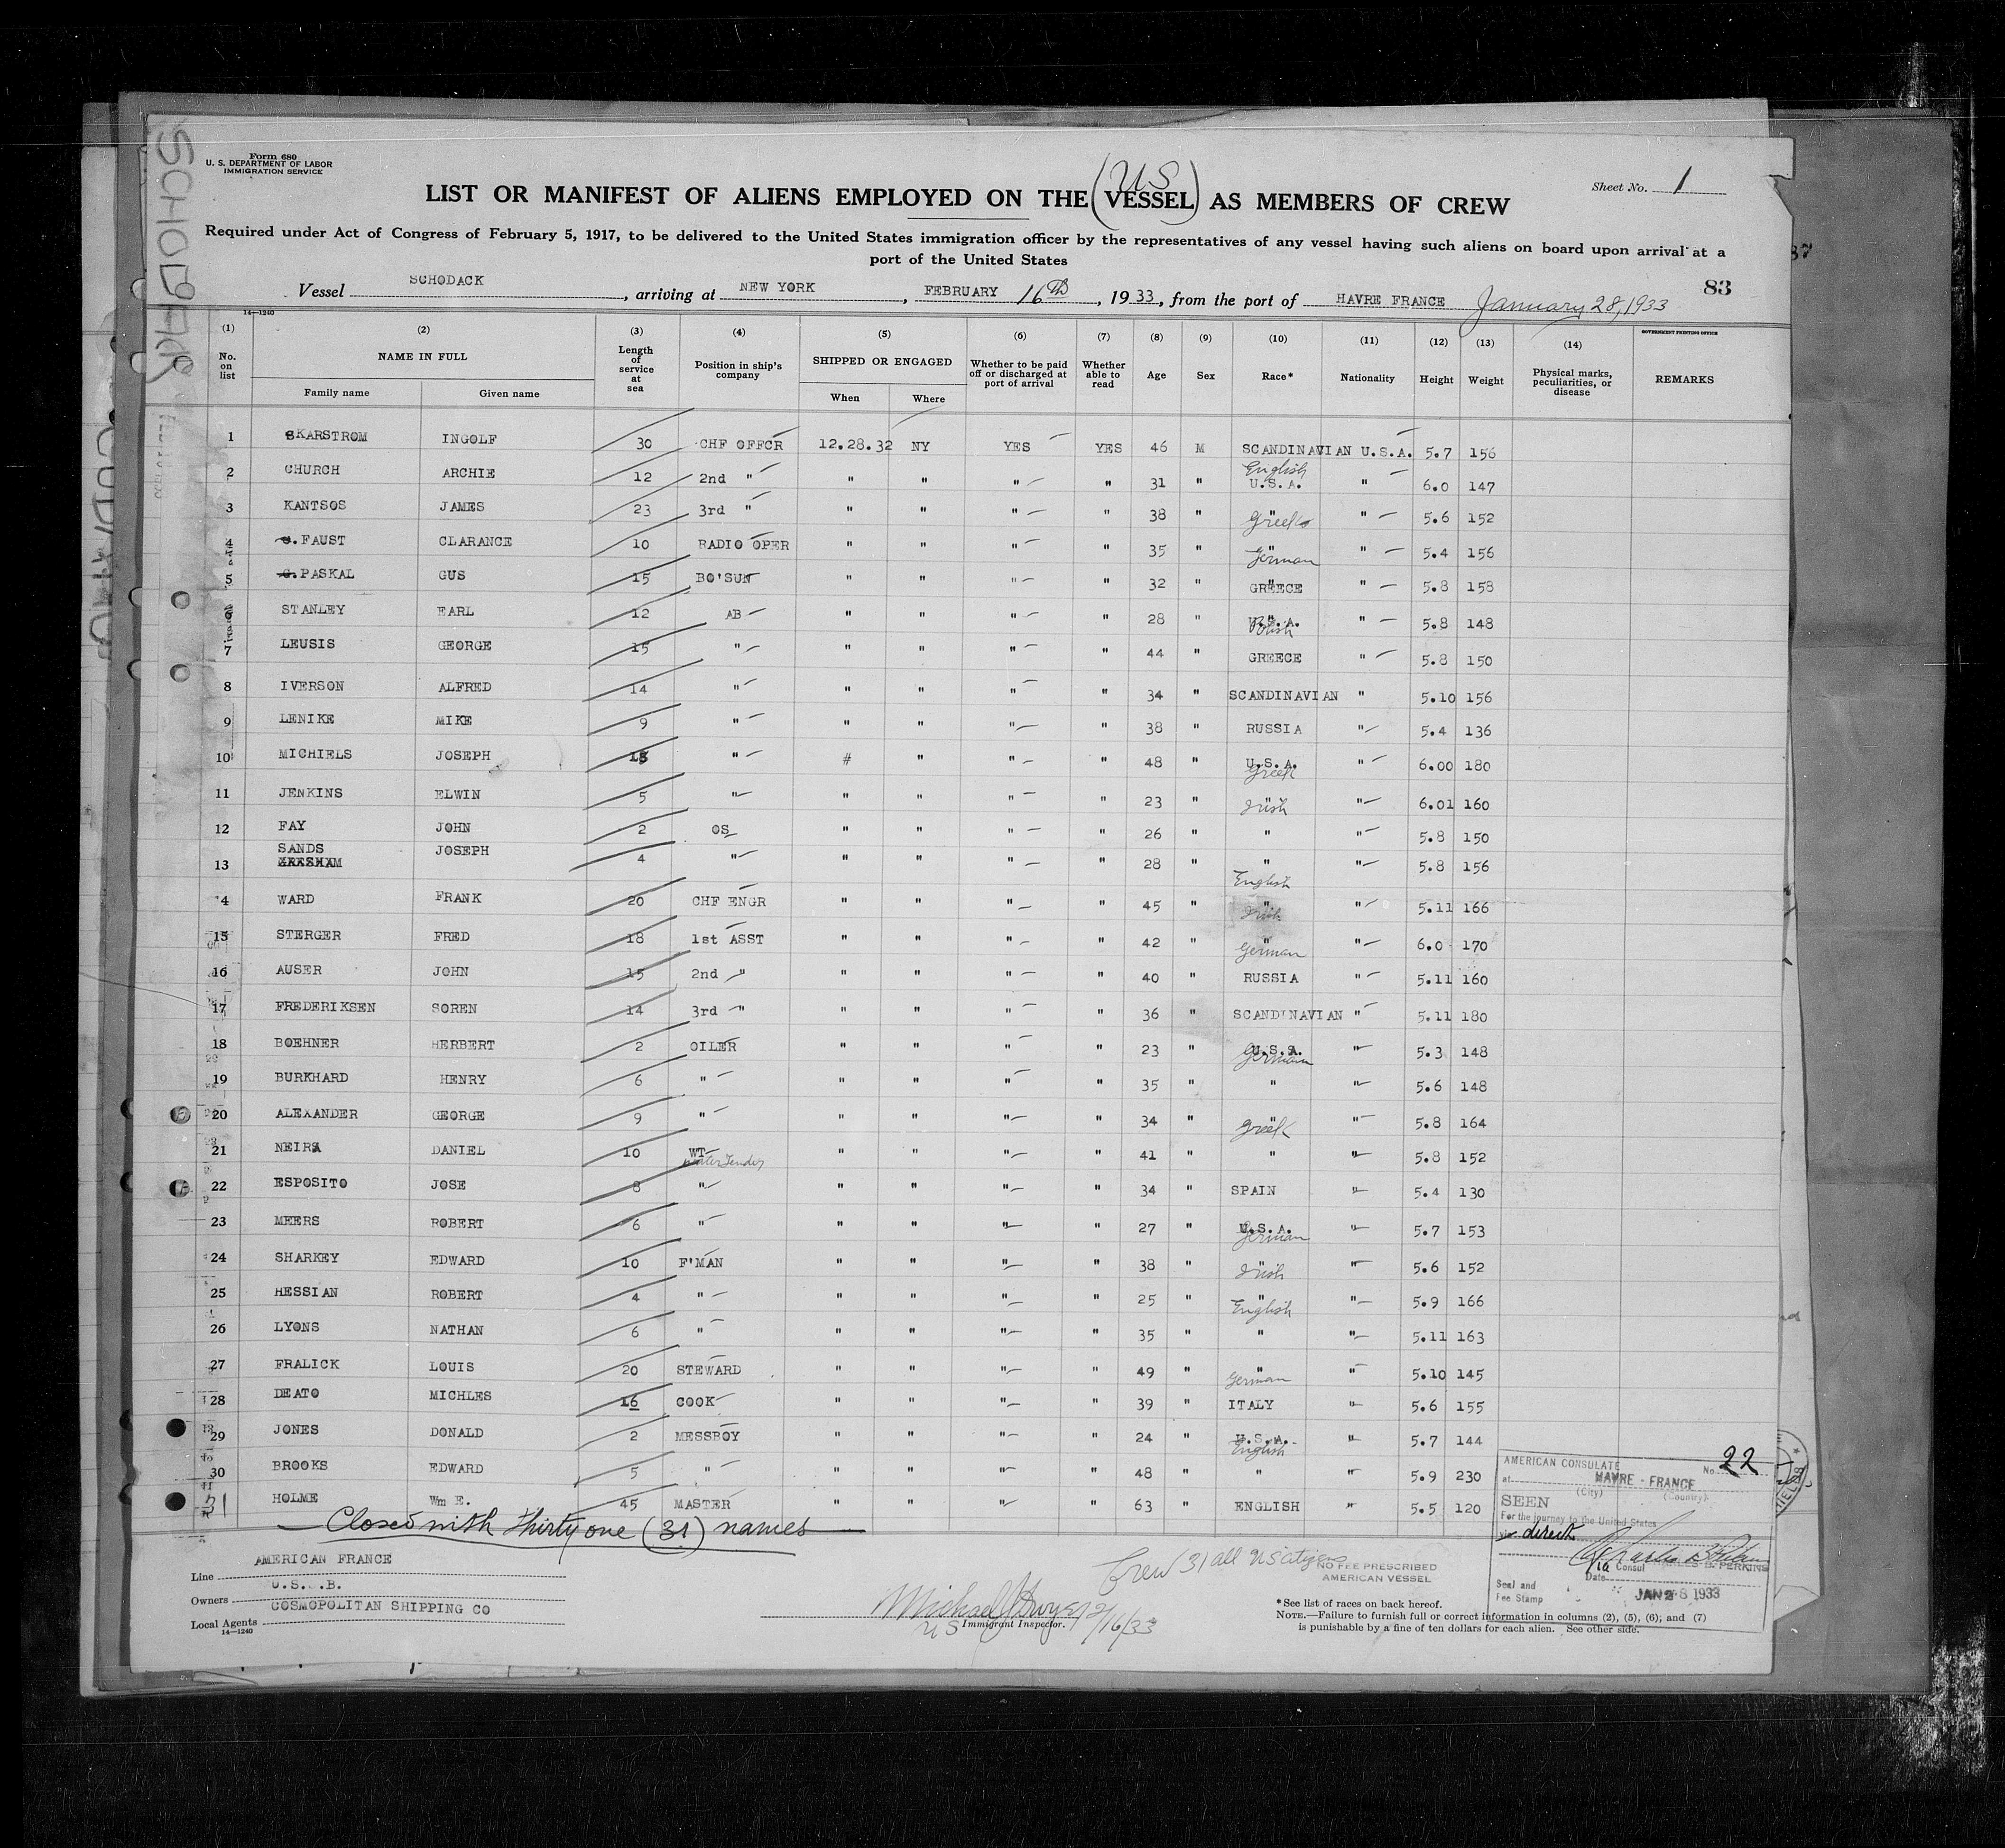 Form 680
U. S. DEPARTMENT OF LABOR
IMMIGRATION SERVICE
SCHODACK
Sheet No. 1
US
LIST OR MANIFEST OF ALIENS EMPLOYED ON THE (VESSEL) AS MEMBERS OF CREW
Required under Act of Congress of February 5, 1917, to be delivered to the United States immigration officer by the representatives of any vessel having such aliens on board upon arrival at a
port of the United States
Vessel SCHODACK, arriving at NEW YORK, FEBRUARY 16th, 1933, from the port of HAVRE FRANCE January 28, 1933
83
87
14—1240
GOVERNMENT PRINTING OFFICE
(1) (2) (3) (4) (5) (6) (7) (8) (9) (10) (11) (12) (13) (14)
No. on list NAME IN FULL Family name Given name Length of service at sea Position in ship's company SHIPPED OR ENGAGED When Where Whether to be paid off or discharged at port of arrival Whether able to read Age Sex Race* Nationality Height Weight Physical marks, peculiarities, or disease REMARKS
1 SKARSTROM INGOLF 30 CHF OFFCR 12.28.32 NY YES YES 46 M SCANDINAVIAN U.S.A. 5.7 156
2 CHURCH ARCHIE 12 2nd " " " " " 31 " English U.S.A. " 6.0 147
3 KANTSOS JAMES 23 3rd " " " " " 38 " " Greek " 5.6 152
4 FAUST CLARANCE 10 RADIO OPER " " " " 35 " " German " 5.4 156
5 PASKAL GUS 15 BO'SUN " " " " 32 " GREECE " 5.8 158
6 STANLEY EARL 12 AB " " " " 28 " U.S.A. " 5.8 148
7 LEUSIS GEORGE 15 " " " " " 44 " GREECE " 5.8 150
8 IVERSON ALFRED 14 " " " " " 34 " SCANDINAVIAN " 5.10 156
9 LENIKE MIKE 9 " " " " " 38 " RUSSIA " 5.4 136
10 MICHIELS JOSEPH " # " " " 48 " U.S.A. Greek " 6.00 180
11 JENKINS ELWIN 5 " " " " " 23 " " Irish " 6.01 160
12 FAY JOHN 2 OS " " " " 26 " " " 5.8 150
13 SANDS JOSEPH 4 " " " " " 28 " " English " 5.8 156
14 WARD FRANK 20 CHF ENGR " " " " 45 " " Irish " 5.11 166
15 STERGER FRED 18 1st ASST " " " " 42 " " German " 6.0 170
16 AUSER JOHN 15 2nd " " " " " 40 " RUSSIA " 5.11 160
17 FREDERIKSEN SOREN 14 3rd " " " " " 36 " SCANDINAVIAN " 5.11 180
18 BOEHNER HERBERT 2 OILER " " " " 23 " U.S.A. German " 5.3 148
19 BURKHARD HENRY 6 " " " " " 35 " " " 5.6 148
20 ALEXANDER GEORGE 9 " " " " " 34 " " Greek " 5.8 164
21 NEIRA DANIEL 10 WT Water Tender " " " " 41 " " " 5.8 152
22 ESPOSITO JOSE 8 " " " " " 34 " SPAIN " 5.4 130
23 MEERS ROBERT 6 " " " " " 27 " U.S.A. German " 5.7 153
24 SHARKEY EDWARD 10 F'MAN " " " " 38 " " Irish " 5.6 152
25 HESSIAN ROBERT 4 " " " " " 25 " " English " 5.9 166
26 LYONS NATHAN 6 " " " " " 35 " " " 5.11 163
27 FRALICK LOUIS 20 STEWARD " " " " 49 " " German " 5.10 145
28 DEATO MICHLES 16 COOK " " " " 39 " ITALY " 5.6 155
29 JONES DONALD 2 MESSBOY " " " " 24 " U.S.A. English " 5.7 144
30 BROOKS EDWARD 5 " " " " " 48 " " " 5.9 230
31 HOLME Wm E. 45 MASTER " " " " 63 " ENGLISH " 5.5 120
Closed with thirty one (31) names
AMERICAN CONSULATE No. 22
at HAVRE - FRANCE
(City) (Country)
SEEN
For the journey to the United States
via direct
Consul
Date JAN 28 1933
Seal and
Fee Stamp
NO FEE PRESCRIBED
AMERICAN VESSEL
Crew (31) all US citizens
Line AMERICAN FRANCE
Owners U.S. .B.
Local Agents COSMOPOLITAN SHIPPING CO
14—1240
Michael J Dwyer 2/16/33
US Immigrant Inspector.
*See list of races on back hereof.
NOTE.—Failure to furnish full or correct information in columns (2), (5), (6), and (7)
is punishable by a fine of ten dollars for each alien. See other side.